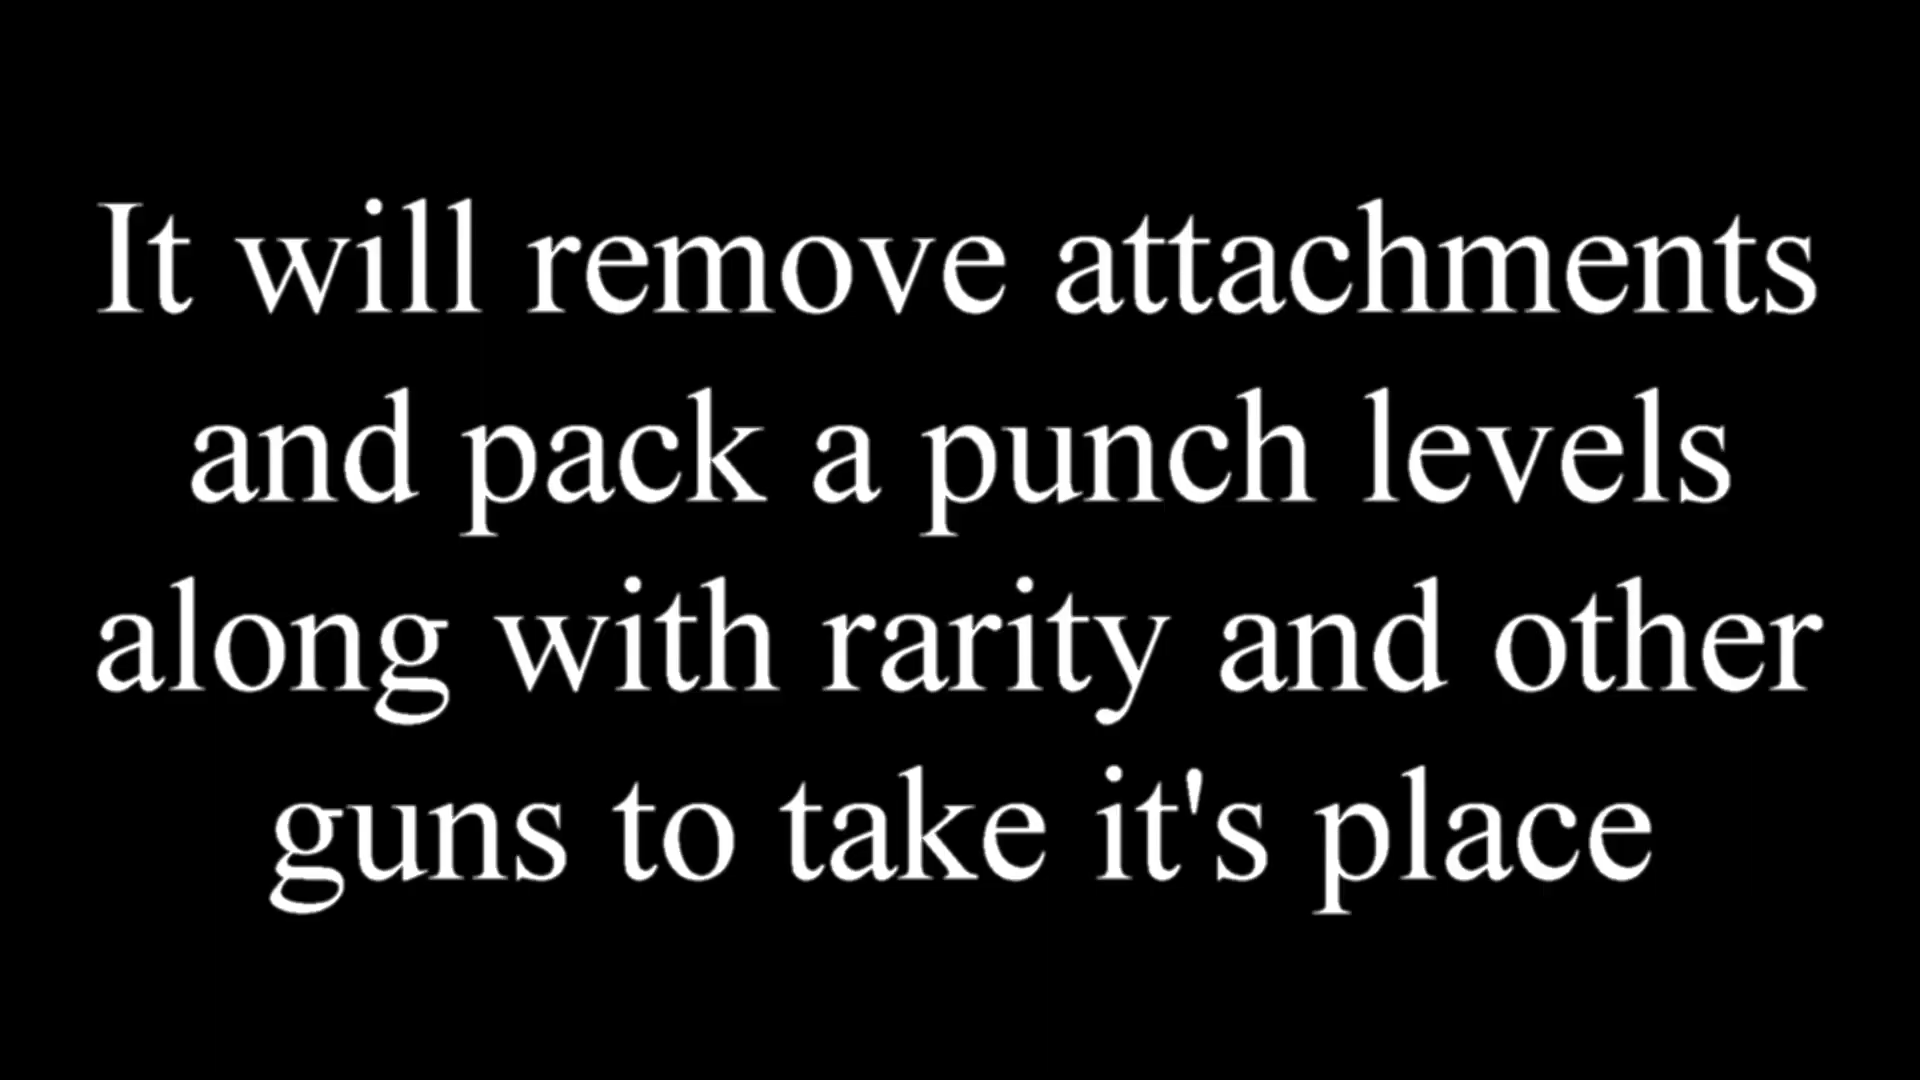 It will remove attachments
and pack a punch levels
along with rarity and other
guns to take it's place